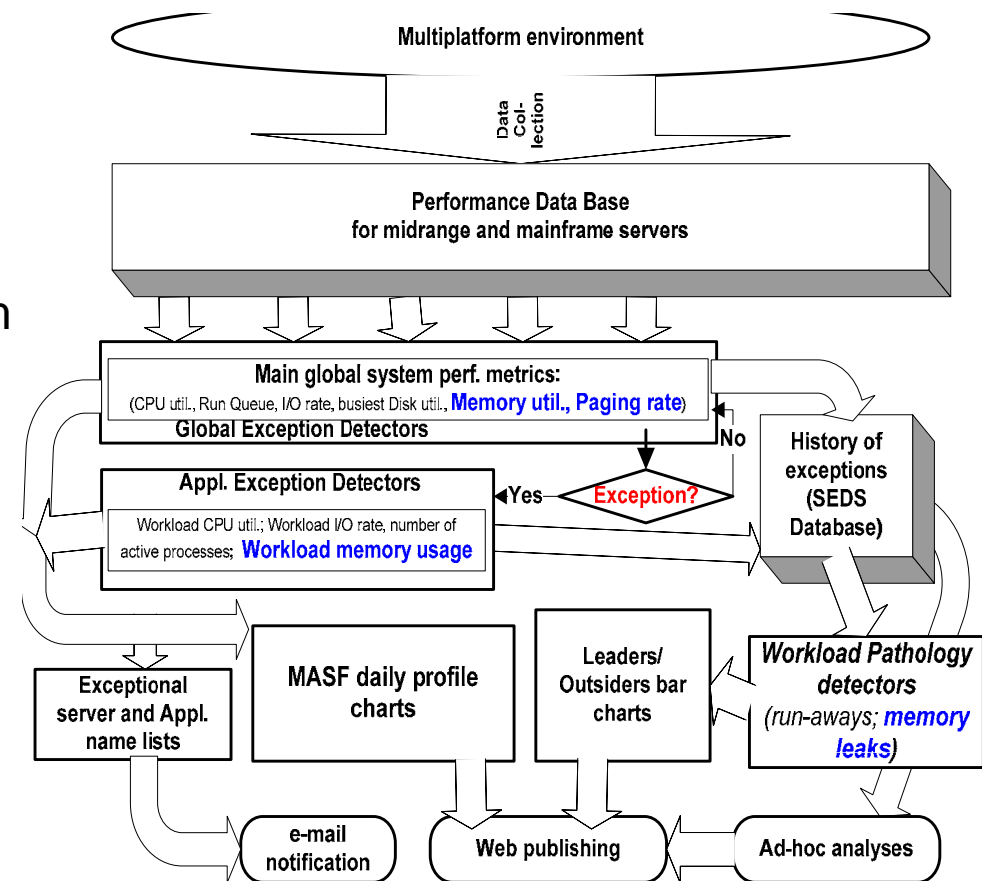 Multiplatform environment
Data
Col-
lection
Performance Data Base
for midrange and mainframe servers
n
Main global system perf. metrics:
(CPU util., Run Queue, I/O rate, busiest Disk util., Memory util., Paging rate)
Global Exception Detectors
No
History of
exceptions
(SEDS
Database)
Exception?
Yes
Appl. Exception Detectors
Workload CPU util.; Workload I/O rate, number of
active processes; Workload memory usage
Exceptional
server and Appl.
name lists
MASF daily profile
charts
Leaders/
Outsiders bar
charts
Workload Pathology
detectors
(run-aways; memory
leaks)
e-mail
notification
Web publishing
Ad-hoc analyses